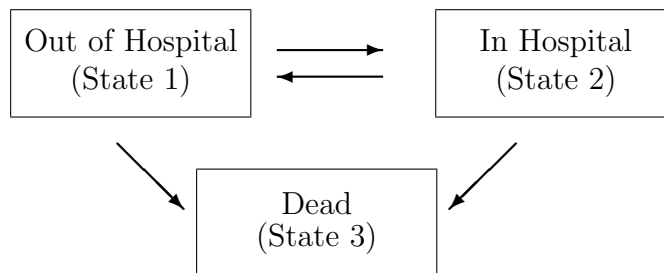 Out of Hospital
(State 1)
In Hospital
(State 2)
Dead
(State 3)